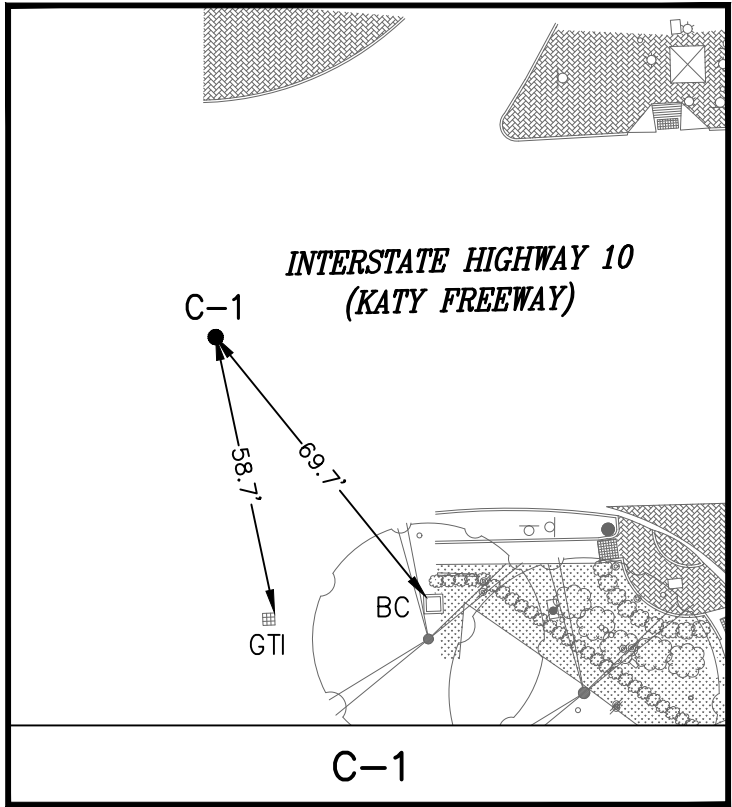 INTERSTATE HIGHWAY 10
(KATY FREEWAY)
C-1
58.7'
69.7'
BC
GTI
C-1